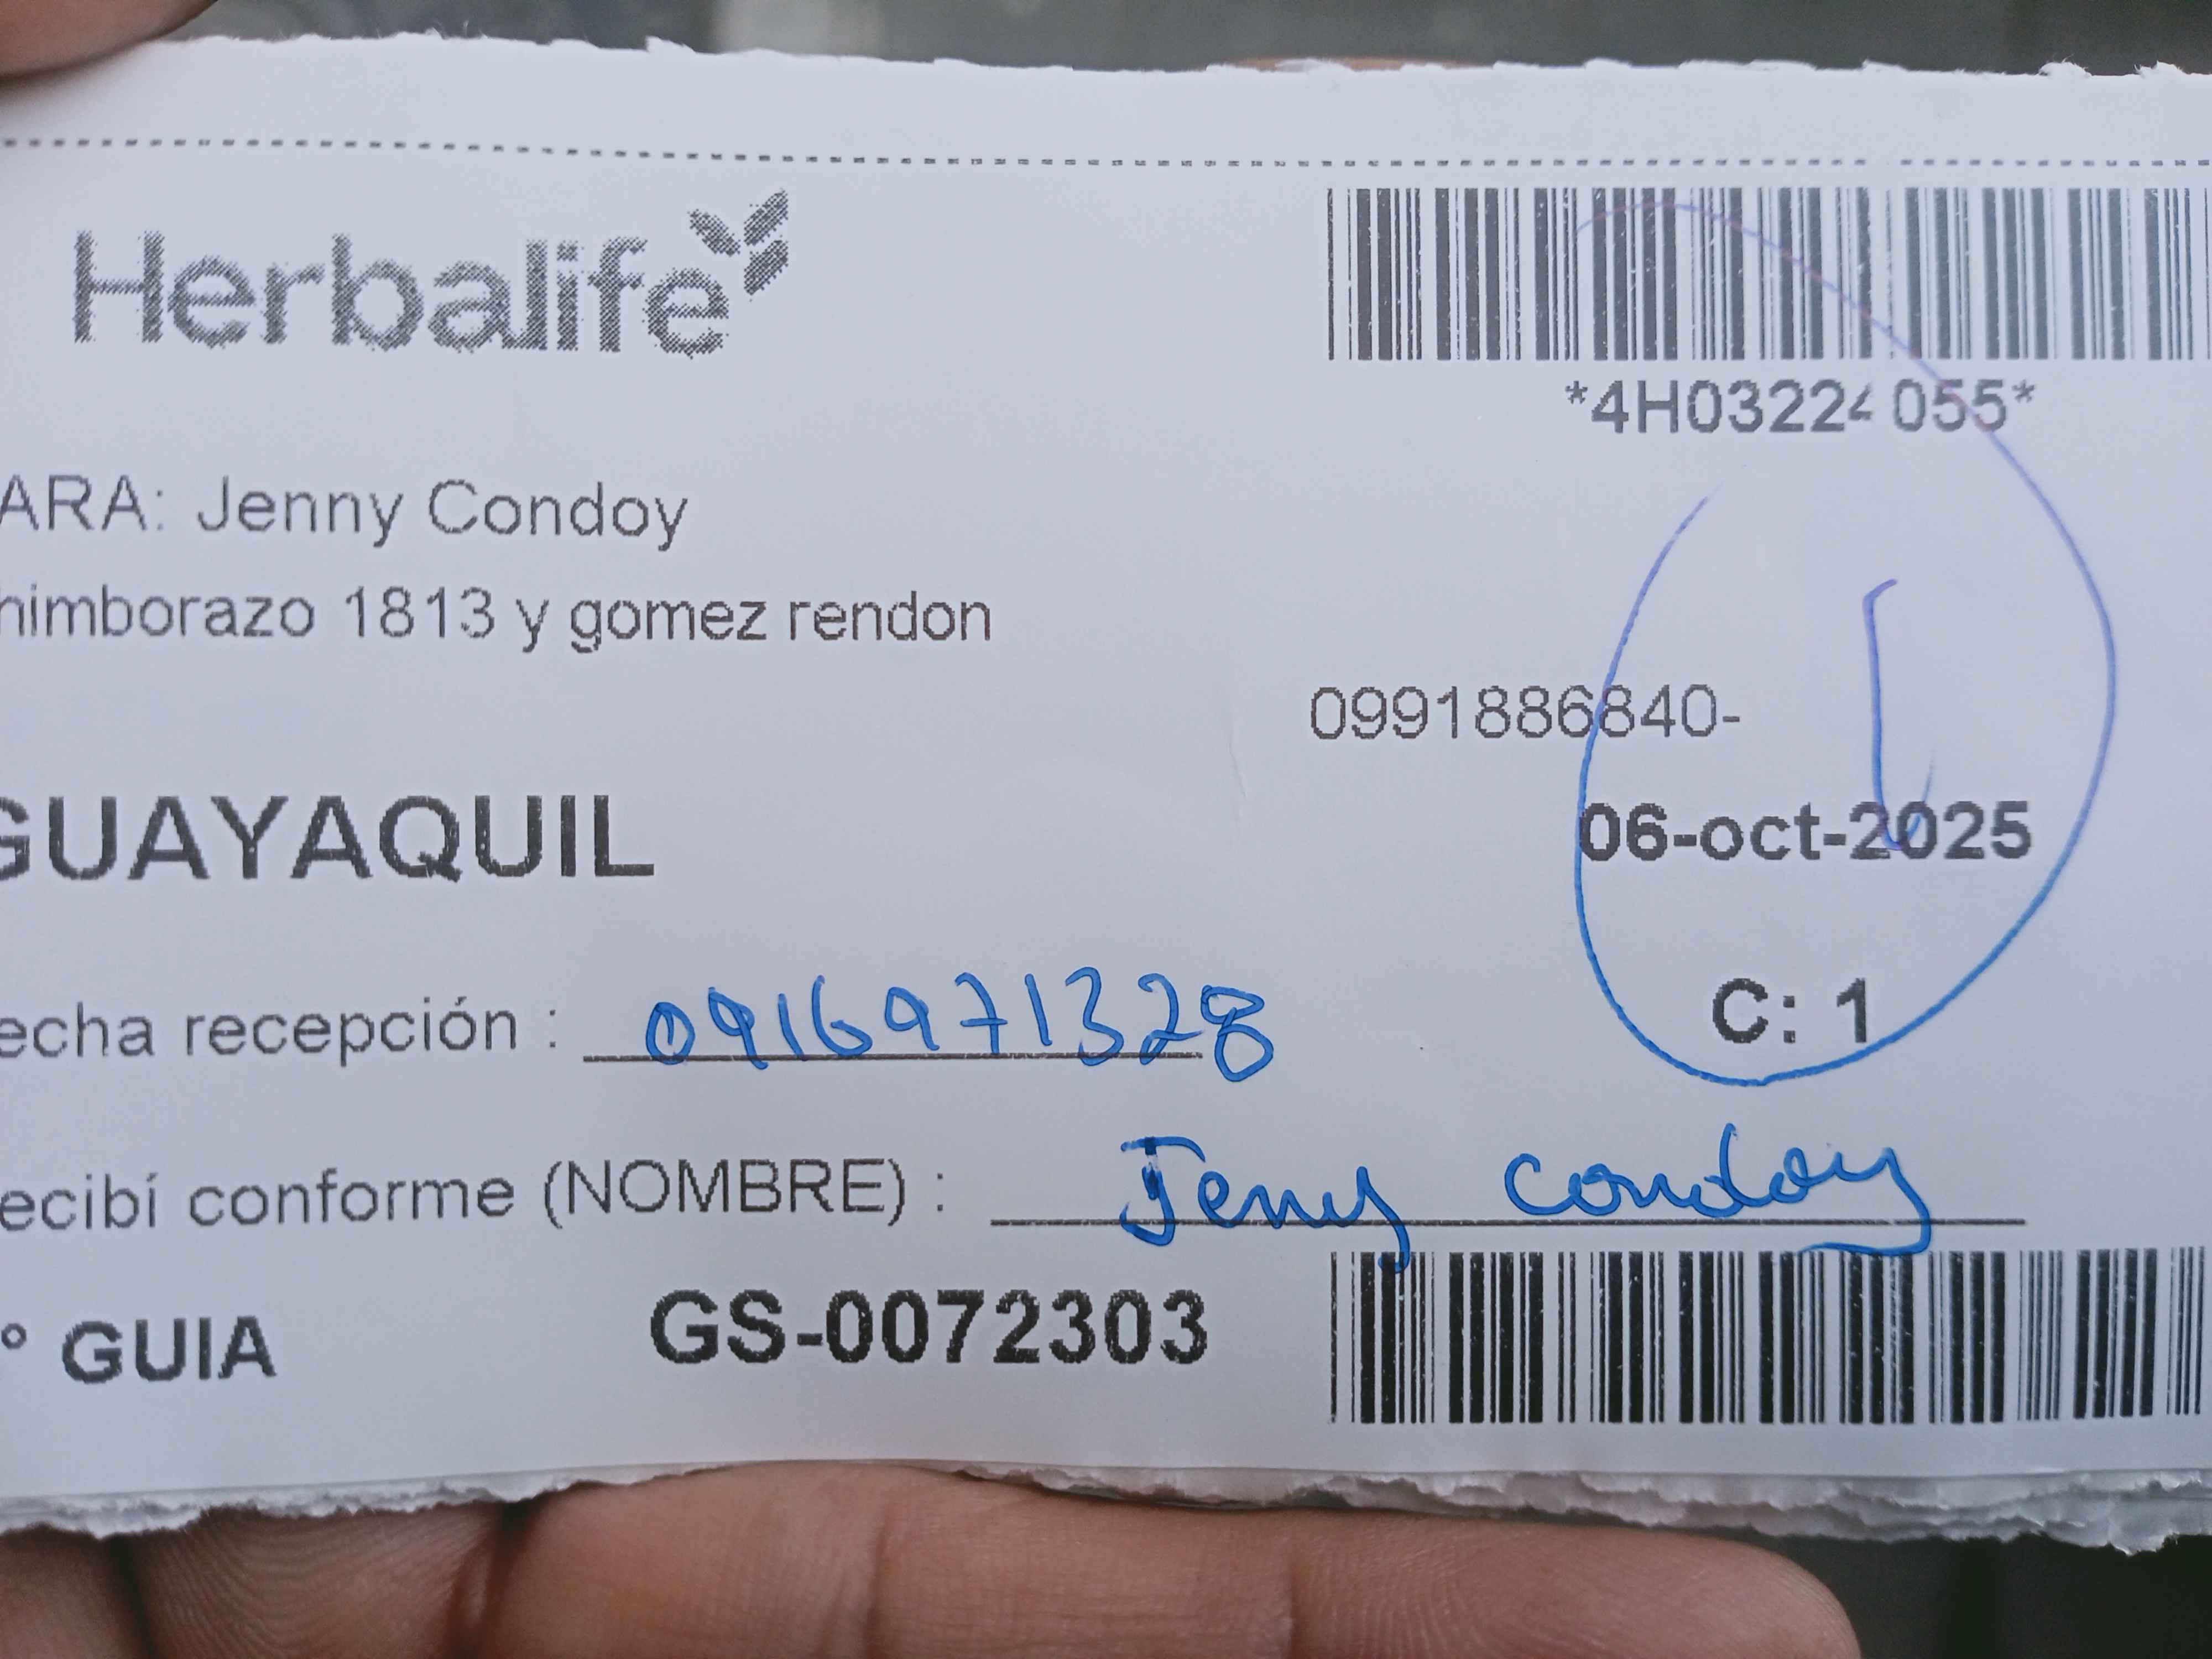 Herbalife
*4H03224055*
ARA: Jenny Condoy
himborazo 1813 y gomez rendon
0991886840-
GUAYAQUIL
06-oct-2025
C: 1
echa recepción : 0916971328
ecibí conforme (NOMBRE) : Jenny Condoy
° GUIA GS-0072303